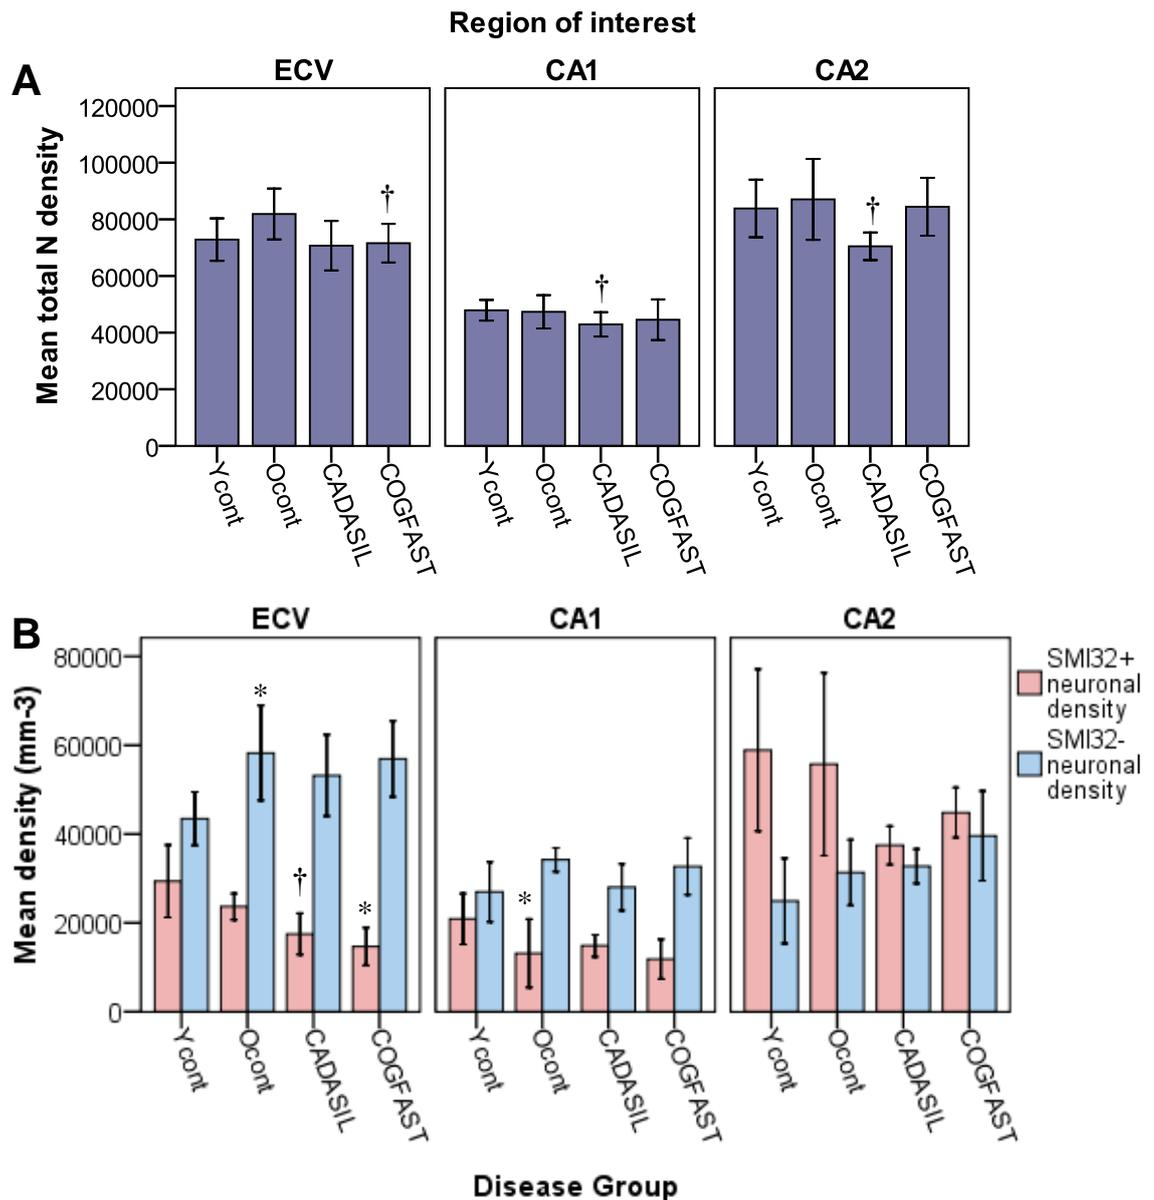 Region of interest
A
ECV CA1 CA2
Mean total N density
120000
100000
80000
60000
40000
20000
0
†
†
†
Ycont Ocont CADASIL COGFAST Ycont Ocont CADASIL COGFAST Ycont Ocont CADASIL COGFAST
B
ECV CA1 CA2
Mean density (mm-3)
80000
60000
40000
20000
0
*
†
*
*
SMI32+
neuronal
density
SMI32-
neuronal
density
Ycont Ocont CADASIL COGFAST Ycont Ocont CADASIL COGFAST Ycont Ocont CADASIL COGFAST
Disease Group